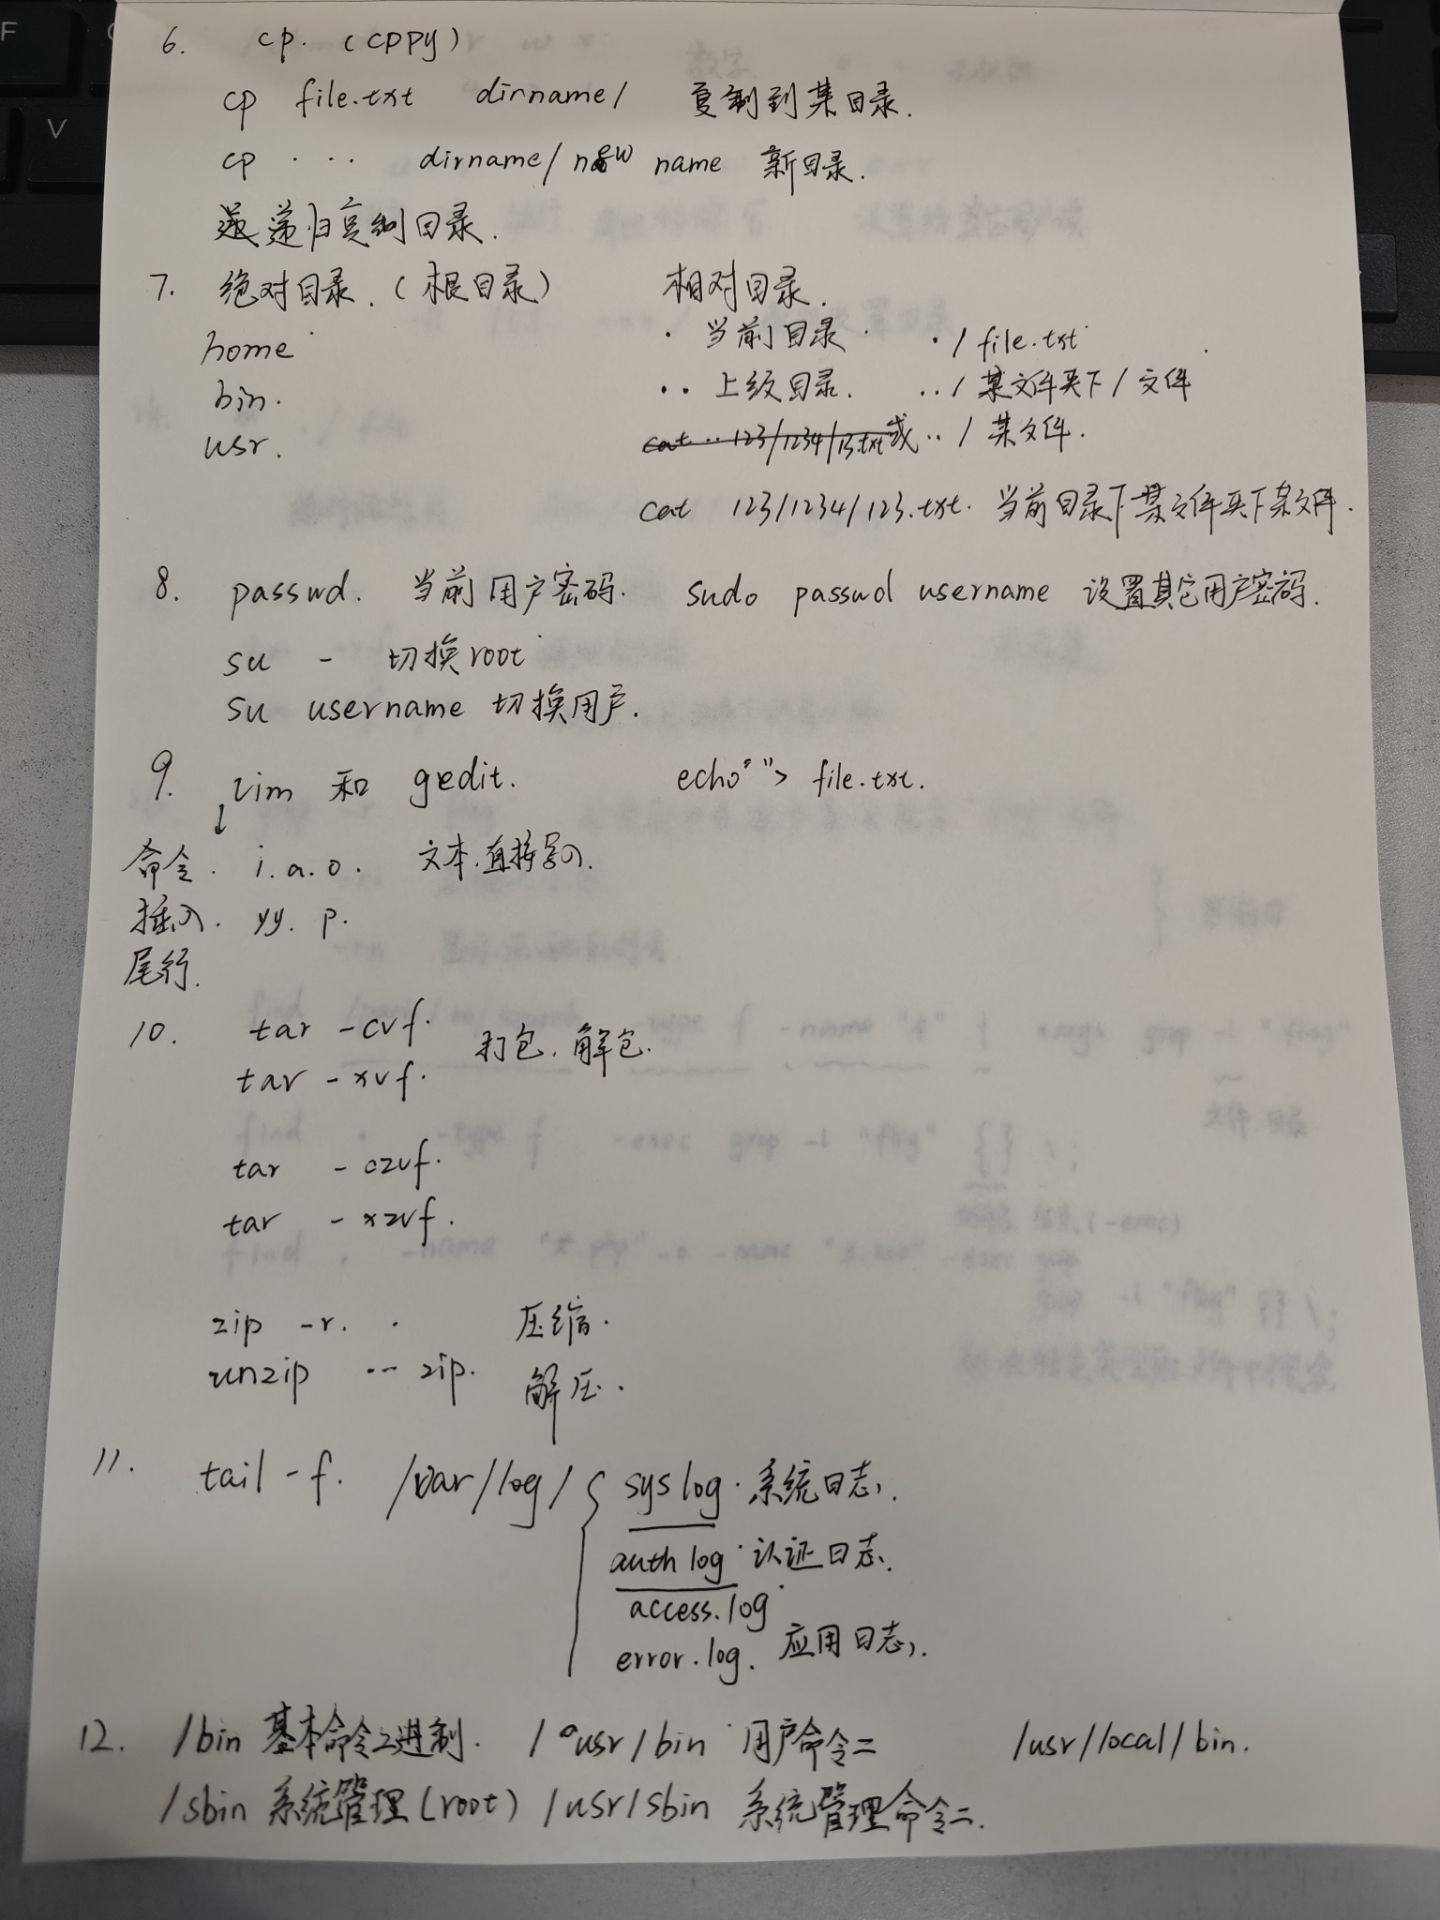 6. cp. (cppy)
cp file.txt dirname/ 复制到某目录.
cp ··· dirname/new name 新目录.
递归复制目录.
7. 绝对目录.(根目录) 相对目录.
home · 当前目录 ./file.txt
bin. ·· 上级目录. ../某文件夹下/文件
usr. cat ··123/1234/13.txt或 ../某文件.
cat 123/1234/123.txt. 当前目录下某文件夹下某文件.
8. passwd. 当前用户密码. sudo passwd username 设置其它用户密码.
su - 切换root
su username 切换用户.
9. vim 和 gedit. echo " "> file.txt.
命令. i.a.o. 文本.直接写入.
插入. yy. p.
尾行.
10. tar -cvf. 打包.解包.
tar -xvf.
tar -czvf.
tar -xzvf.
zip -r. · 压缩.
unzip ··· zip. 解压.
11. tail -f. /var/log/ { syslog. 系统日志.
auth log. 认证日志.
access.log
error.log. 应用日志.
12. /bin 基本命令二进制. /usr/bin 用户命令二 /usr/local/bin.
/sbin 系统管理(root) /usr/sbin 系统管理命令二.